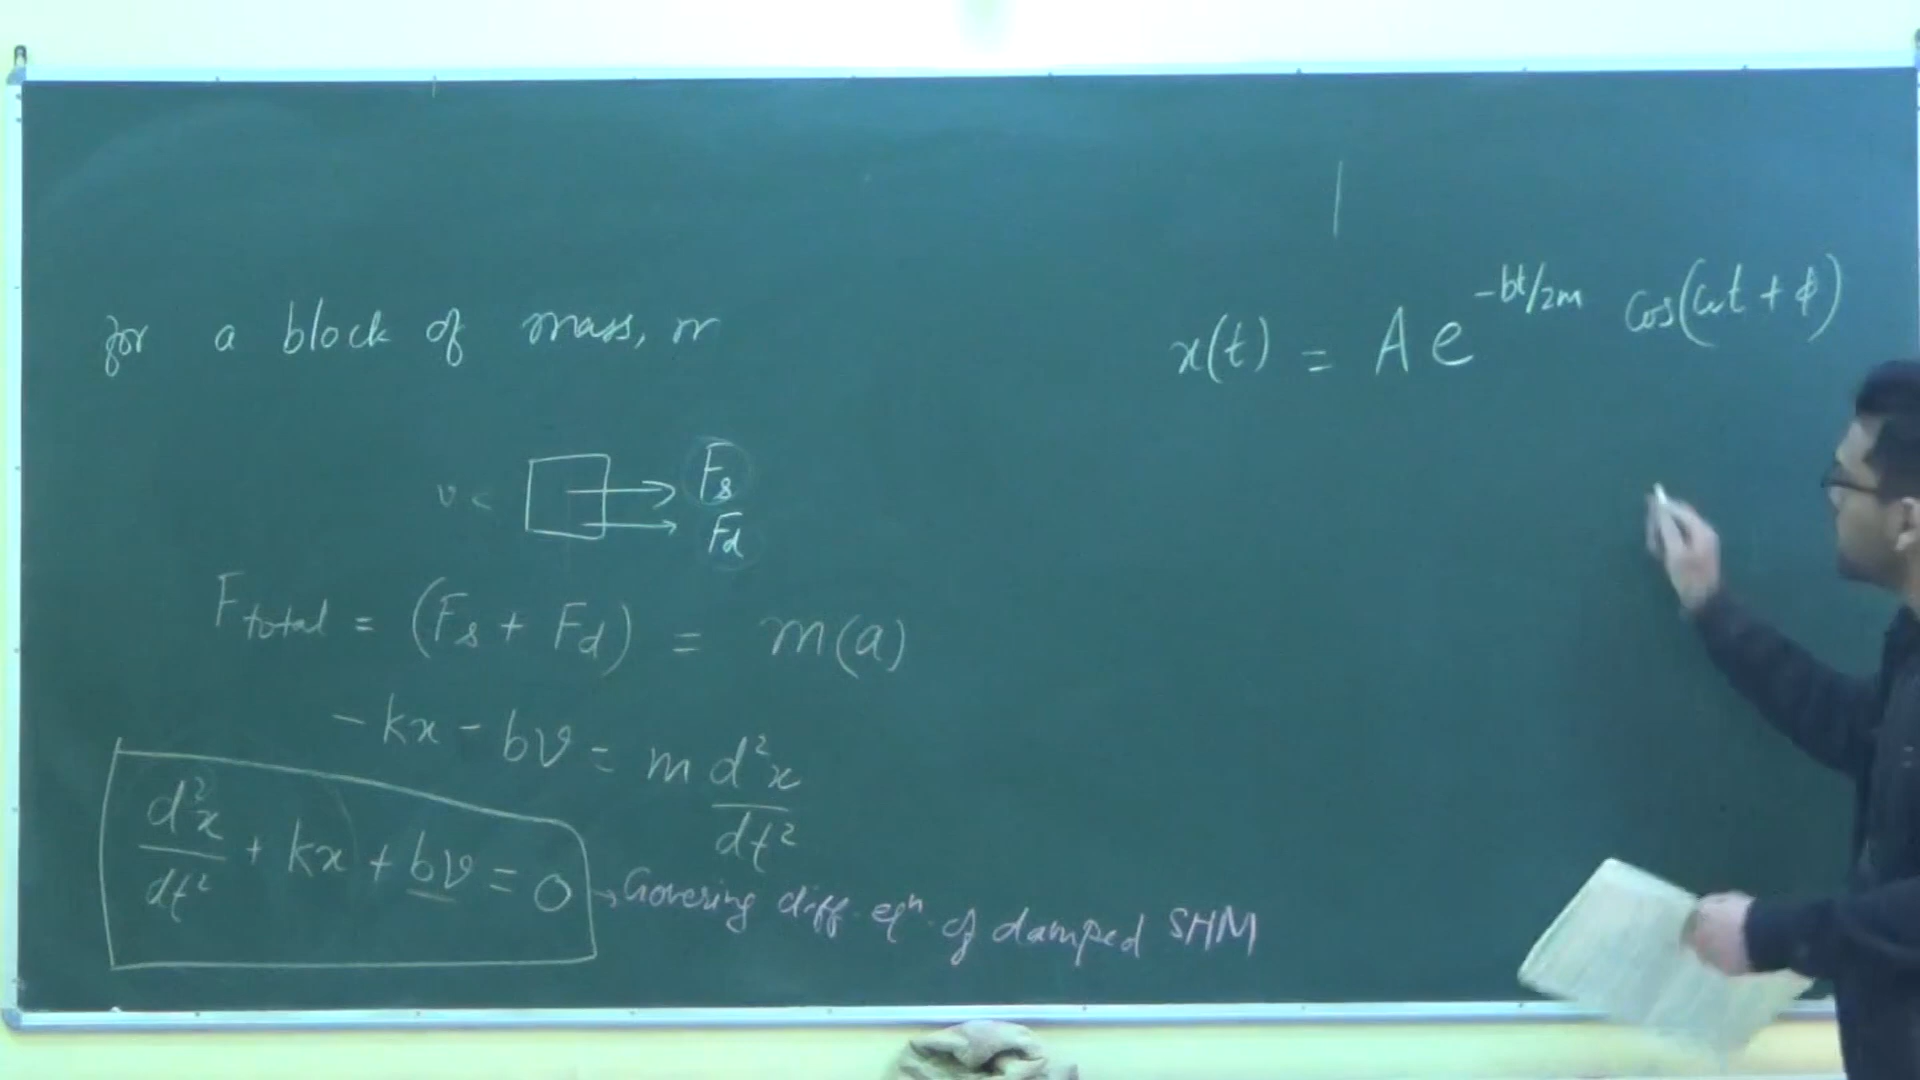 for a block of mass, m
v <
Fs
Fd
Ftotal = (Fs + Fd) = m(a)
-kx - bv = m d²x/dt²
d²x/dt² + kx + bv = 0 → Govering diff. eqⁿ. of damped SHM
x(t) = A e^-bt/2m cos(ωt + ϕ)